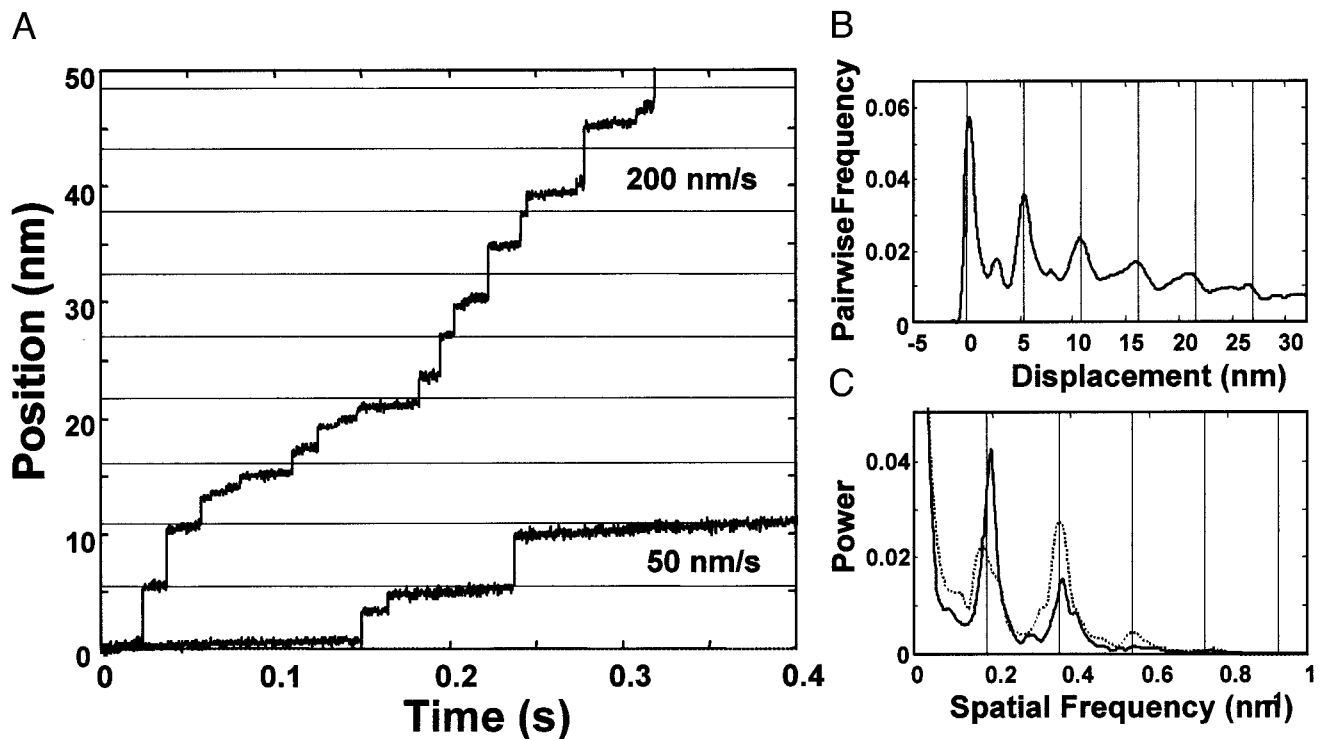 A
50
40
30
20
10
0
Position (nm)
200 nm/s
50 nm/s
0
0.1
0.2
0.3
0.4
Time (s)
B
0.06
0.04
0.02
0
Pairwise Frequency
-5
0
5
10
15
20
25
30
Displacement (nm)
C
0.04
0.02
0
Power
0
0.2
0.4
0.6
0.8
1
Spatial Frequency (nm-1)